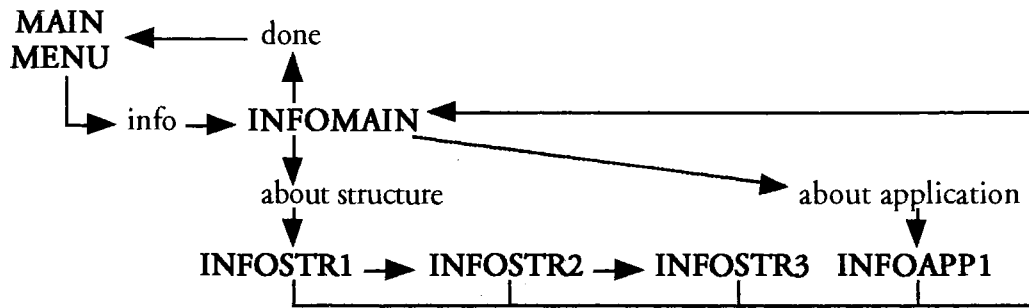 MAIN
MENU
done
info
INFOMAIN
about structure
about application
INFOSTR1
INFOSTR2
INFOSTR3
INFOAPP1